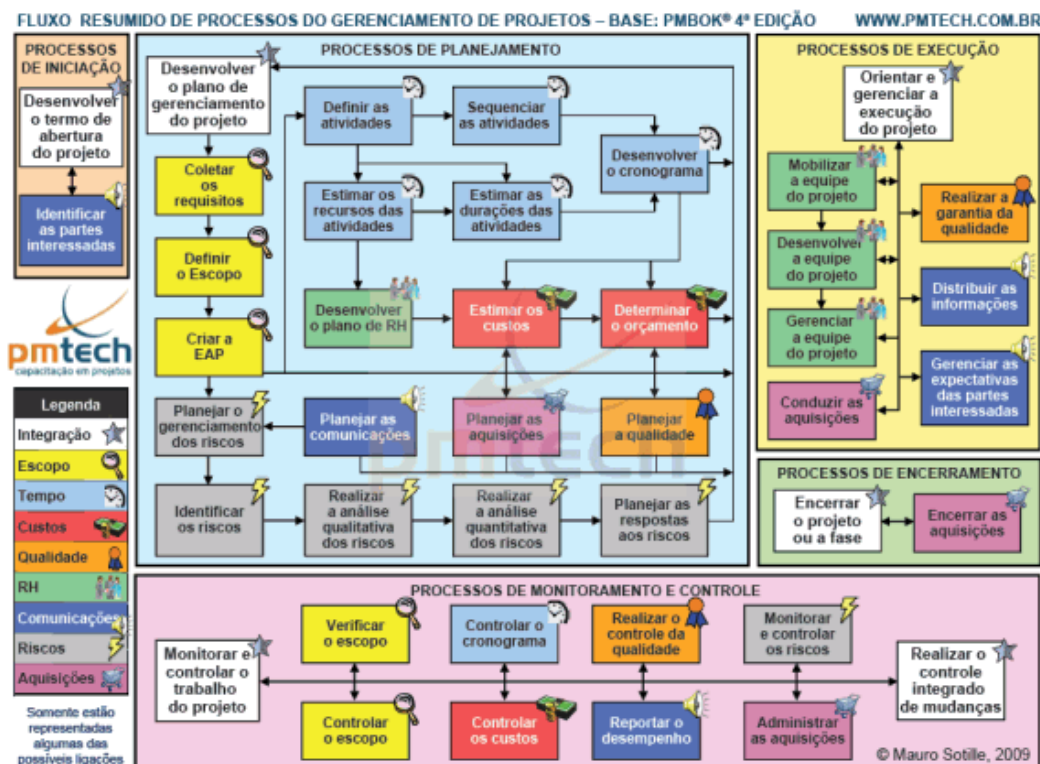 FLUXO RESUMIDO DE PROCESSOS DO GERENCIAMENTO DE PROJETOS – BASE: PMBOK® 4ª EDIÇÃO
WWW.PMTECH.COM.BR
PROCESSOS
DE INICIAÇÃO
Desenvolver
o termo de
abertura
do projeto
Identificar
as partes
interessadas
pmtech
capacitação em projetos
Legenda
Integração
Escopo
Tempo
Custos
Qualidade
RH
Comunicações
Riscos
Aquisições
Somente estão
representadas
algumas das
possíveis ligações
PROCESSOS DE PLANEJAMENTO
Desenvolver
o plano de
gerenciamento
do projeto
Definir as
atividades
Sequenciar
as atividades
Desenvolver
o cronograma
Coletar
os
requisitos
Estimar os
recursos das
atividades
Estimar as
durações das
atividades
Definir
o Escopo
Desenvolver
o plano de RH
Estimar os
custos
Determinar
o orçamento
Criar a
EAP
Planejar o
gerenciamento
dos riscos
Planejar as
comunicações
Planejar as
aquisições
Planejar
a qualidade
pmtech
Identificar
os riscos
Realizar
a análise
qualitativa
dos riscos
Realizar
a análise
quantitativa
dos riscos
Planejar as
respostas
aos riscos
PROCESSOS DE EXECUÇÃO
Orientar e
gerenciar a
execução
do projeto
Mobilizar
a equipe
do projeto
Realizar a
garantia da
qualidade
Desenvolver
a equipe
do projeto
Distribuir as
informações
Gerenciar
a equipe
do projeto
Gerenciar as
expectativas
das partes
interessadas
Conduzir as
aquisições
PROCESSOS DE ENCERRAMENTO
Encerrar
o projeto
ou a fase
Encerrar as
aquisições
PROCESSOS DE MONITORAMENTO E CONTROLE
Monitorar e
controlar o
trabalho
do projeto
Verificar
o escopo
Controlar o
cronograma
Realizar o
controle da
qualidade
Monitorar
e controlar
os riscos
Realizar o
controle
integrado
de mudanças
Controlar
o escopo
Controlar
os custos
Reportar o
desempenho
Administrar
as aquisições
© Mauro Sotille, 2009